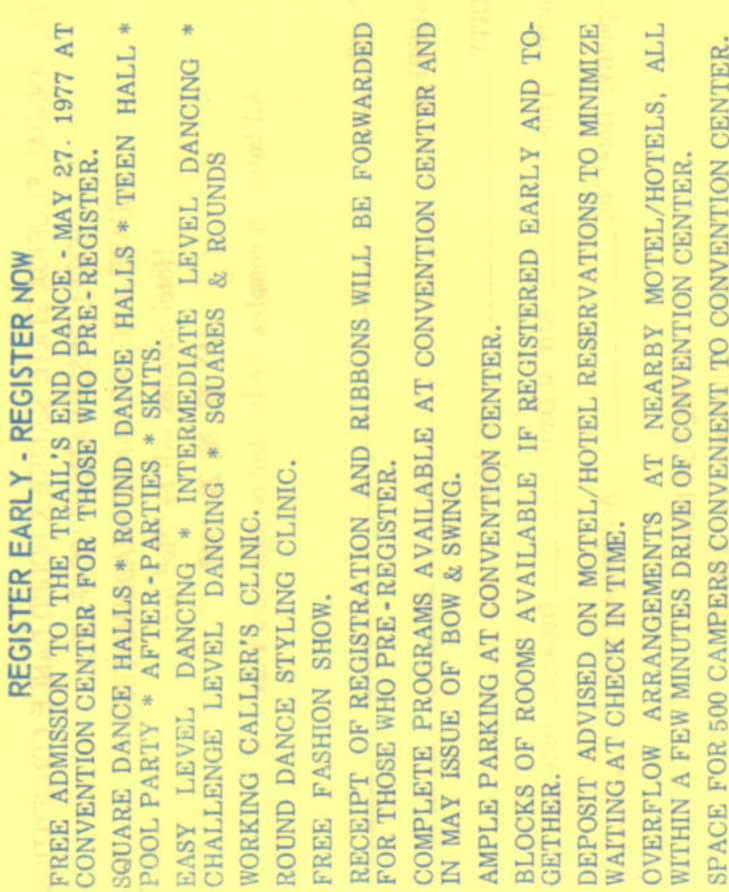 REGISTER EARLY - REGISTER NOW
FREE ADMISSION TO THE TRAIL'S END DANCE - MAY 27. 1977 AT
CONVENTION CENTER FOR THOSE WHO PRE-REGISTER.
SQUARE DANCE HALLS * ROUND DANCE HALLS * TEEN HALL *
POOL PARTY * AFTER-PARTIES * SKITS.
EASY LEVEL DANCING * INTERMEDIATE LEVEL DANCING *
CHALLENGE LEVEL DANCING * SQUARES & ROUNDS
WORKING CALLER'S CLINIC.
ROUND DANCE STYLING CLINIC.
FREE FASHION SHOW.
RECEIPT OF REGISTRATION AND RIBBONS WILL BE FORWARDED
FOR THOSE WHO PRE-REGISTER.
COMPLETE PROGRAMS AVAILABLE AT CONVENTION CENTER AND
IN MAY ISSUE OF BOW & SWING.
AMPLE PARKING AT CONVENTION CENTER.
BLOCKS OF ROOMS AVAILABLE IF REGISTERED EARLY AND TO-
GETHER.
DEPOSIT ADVISED ON MOTEL/HOTEL RESERVATIONS TO MINIMIZE
WAITING AT CHECK IN TIME.
OVERFLOW ARRANGEMENTS AT NEARBY MOTEL/HOTELS, ALL
WITHIN A FEW MINUTES DRIVE OF CONVENTION CENTER.
SPACE FOR 500 CAMPERS CONVENIENT TO CONVENTION CENTER.